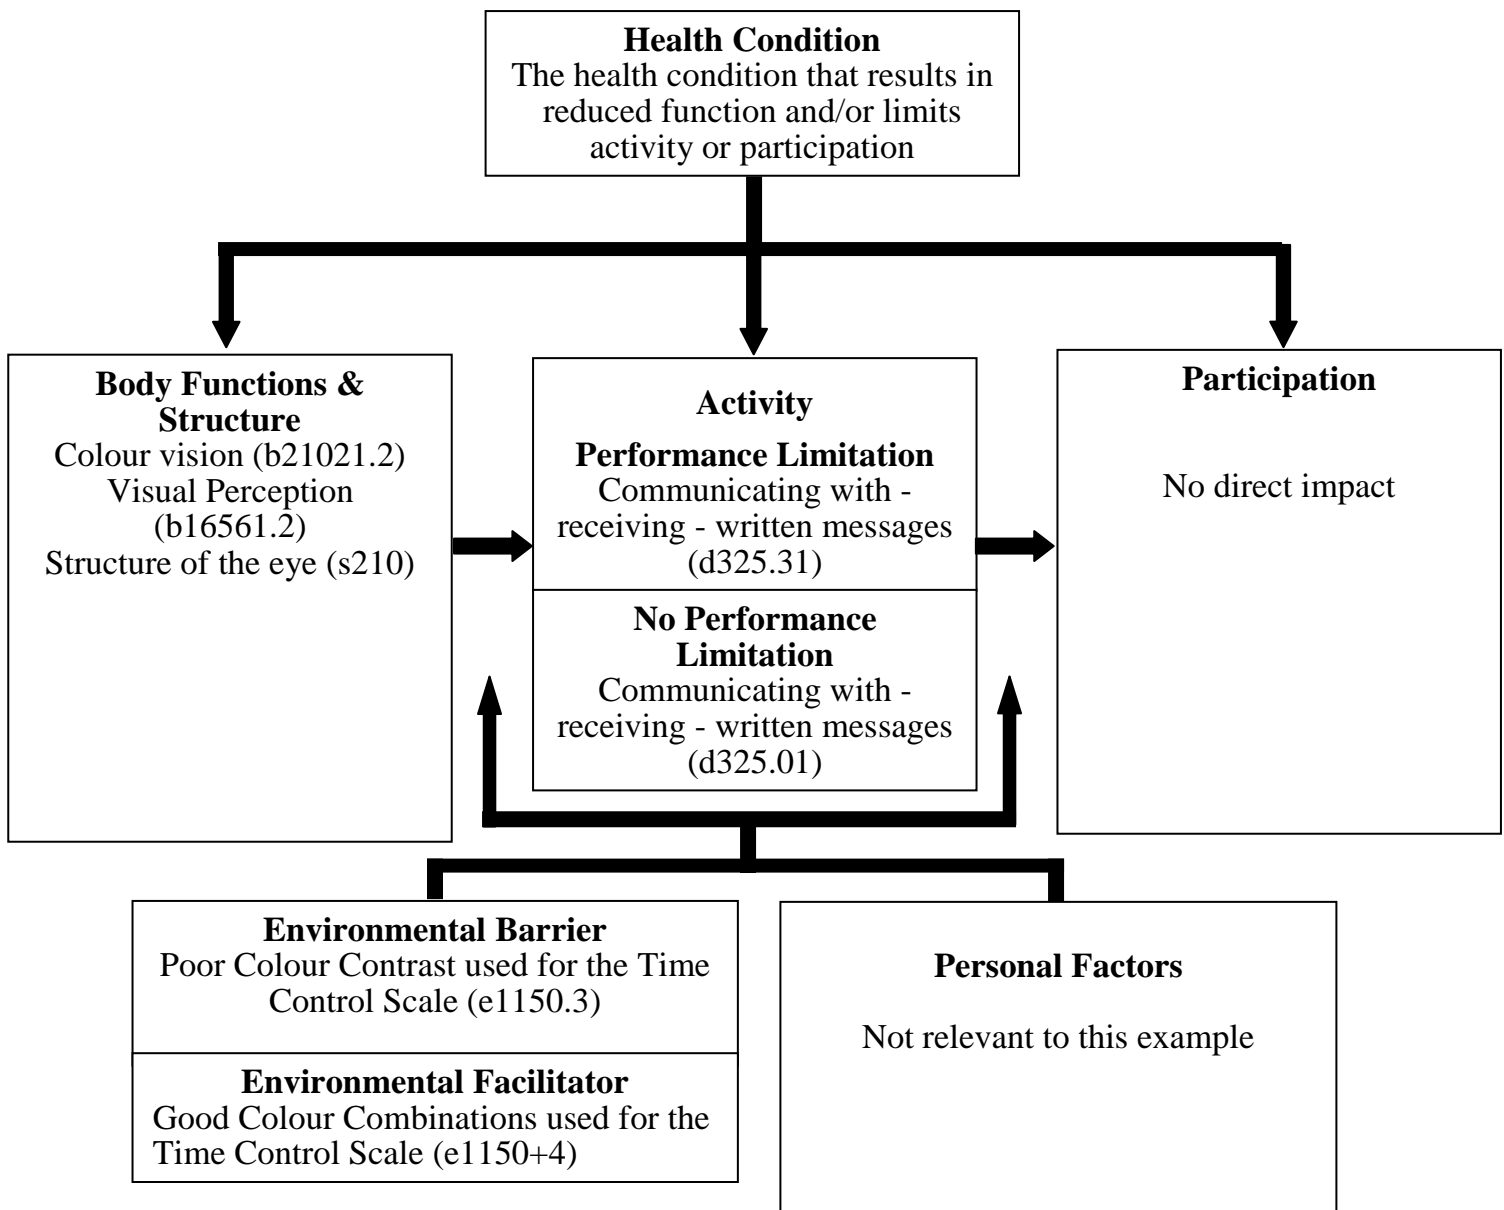 Health Condition
The health condition that results in
reduced function and/or limits
activity or participation
Body Functions &
Structure
Colour vision (b21021.2)
Visual Perception
(b16561.2)
Structure of the eye (s210)
Activity
Performance Limitation
Communicating with -
receiving - written messages
(d325.31)
No Performance
Limitation
Communicating with -
receiving - written messages
(d325.01)
Participation
No direct impact
Environmental Barrier
Poor Colour Contrast used for the Time
Control Scale (e1150.3)
Environmental Facilitator
Good Colour Combinations used for the
Time Control Scale (e1150+4)
Personal Factors
Not relevant to this example